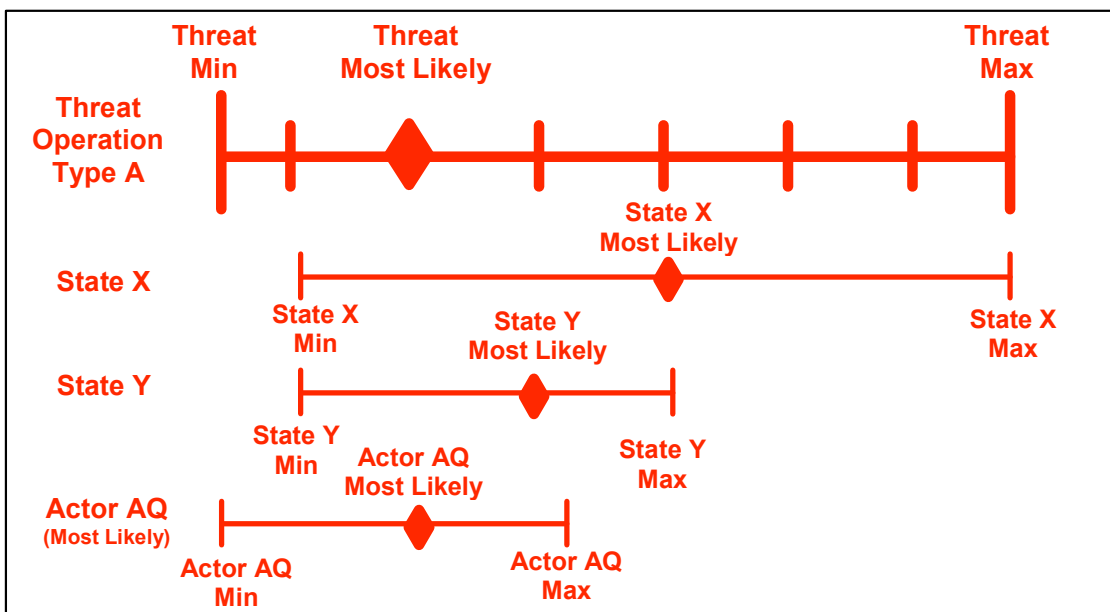 Threat
Min
Threat
Most Likely
Threat
Max
Threat
Operation
Type A
State X
Most Likely
State X
State X
Min
State X
Max
State Y
Most Likely
State Y
State Y
Min
State Y
Max
Actor AQ
Most Likely
Actor AQ
(Most Likely)
Actor AQ
Min
Actor AQ
Max